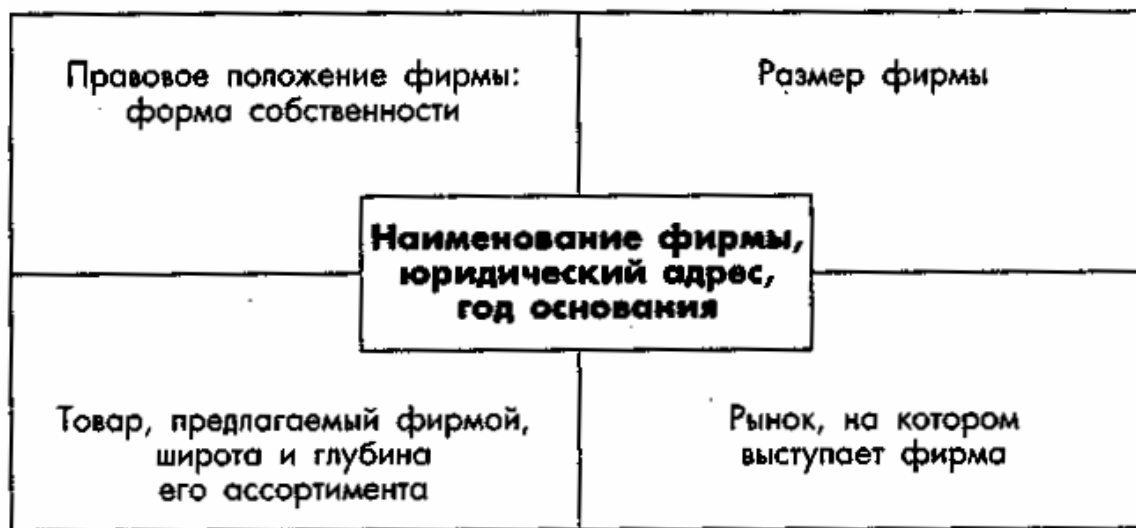 Правовое положение фирмы:
форма собственности
Размер фирмы
Наименование фирмы,
юридический адрес,
год основания
Товар, предлагаемый фирмой,
широта и глубина
его ассортимента
Рынок, на котором
выступает фирма